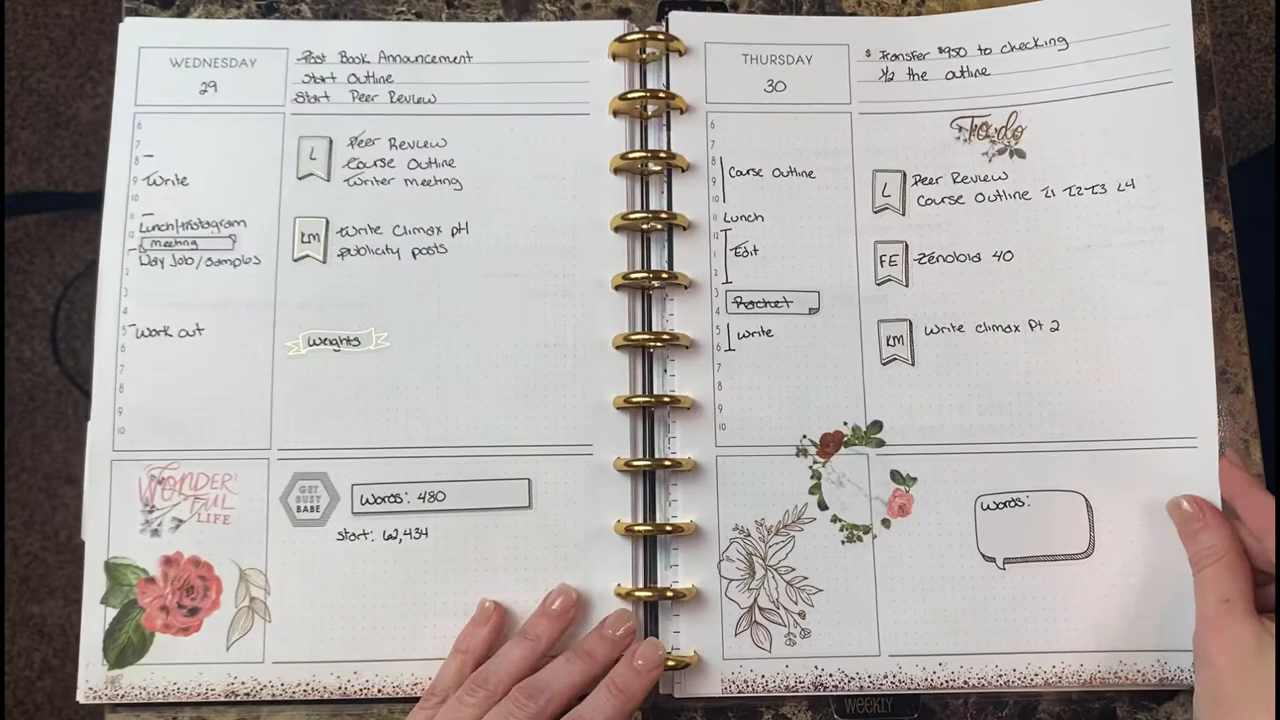 WEDNESDAY
29
Post Book Announcement
Start Outline
Start Peer Review
6
7
8
9 Write
10
11 Lunch/Instagram
12 meeting
1 Day Job/Samples
2
3
4
5 Work out
6
7
8
9
10
L
Peer Review
Course Outline
Writer meeting
KM
Write Climax pt 1
publicity posts
Weights
WONDER
FUL
LIFE
GET
BUSY
BABE
Words: 480
Start: 62,434
THURSDAY
30
$ Transfer $950 to checking
1/2 the outline
To do
6
7
8
9 Course Outline
10
11 Lunch
12
1 Edit
2
3 Rachel
4
5 Write
6
7
8
9
10
L
Peer Review
Course Outline L1 L2 L3 L4
FE
Zenobia 40
KM
Write climax Pt 2
Words:
WEEKLY